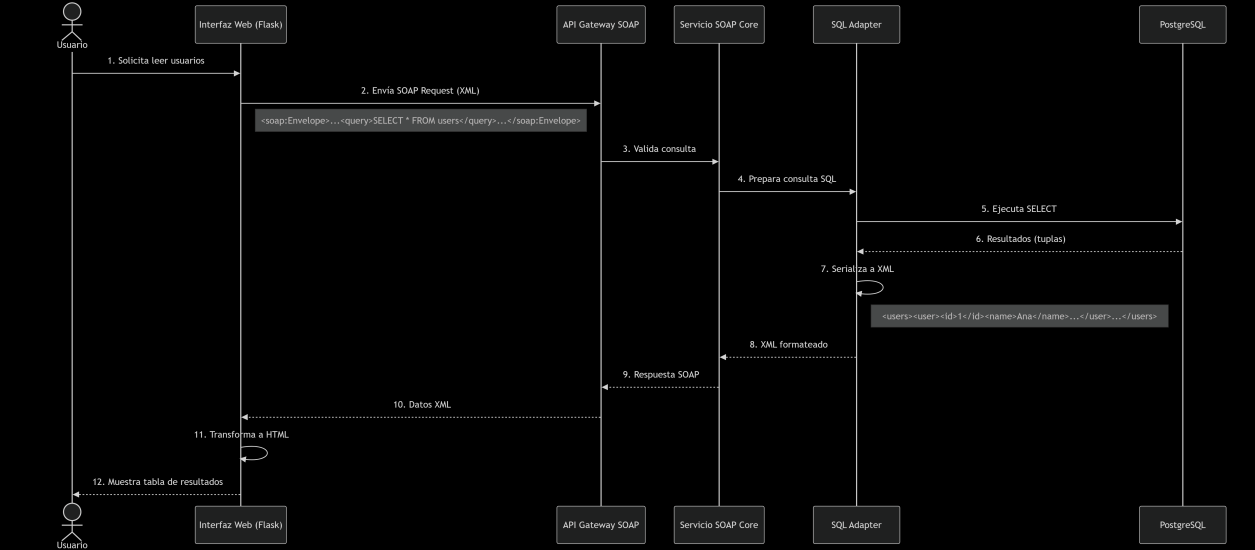 Usuario
Interfaz Web (Flask)
API Gateway SOAP
Servicio SOAP Core
SQL Adapter
PostgreSQL
1. Solicita leer usuarios
2. Envía SOAP Request (XML)
<soap:Envelope>...<query>SELECT * FROM users</query>...</soap:Envelope>
3. Valida consulta
4. Prepara consulta SQL
5. Ejecuta SELECT
6. Resultados (tuplas)
7. Serializa a XML
<users><user><id>1</id><name>Ana</name>...</user>...</users>
8. XML formateado
9. Respuesta SOAP
10. Datos XML
11. Transforma a HTML
12. Muestra tabla de resultados
Usuario
Interfaz Web (Flask)
API Gateway SOAP
Servicio SOAP Core
SQL Adapter
PostgreSQL